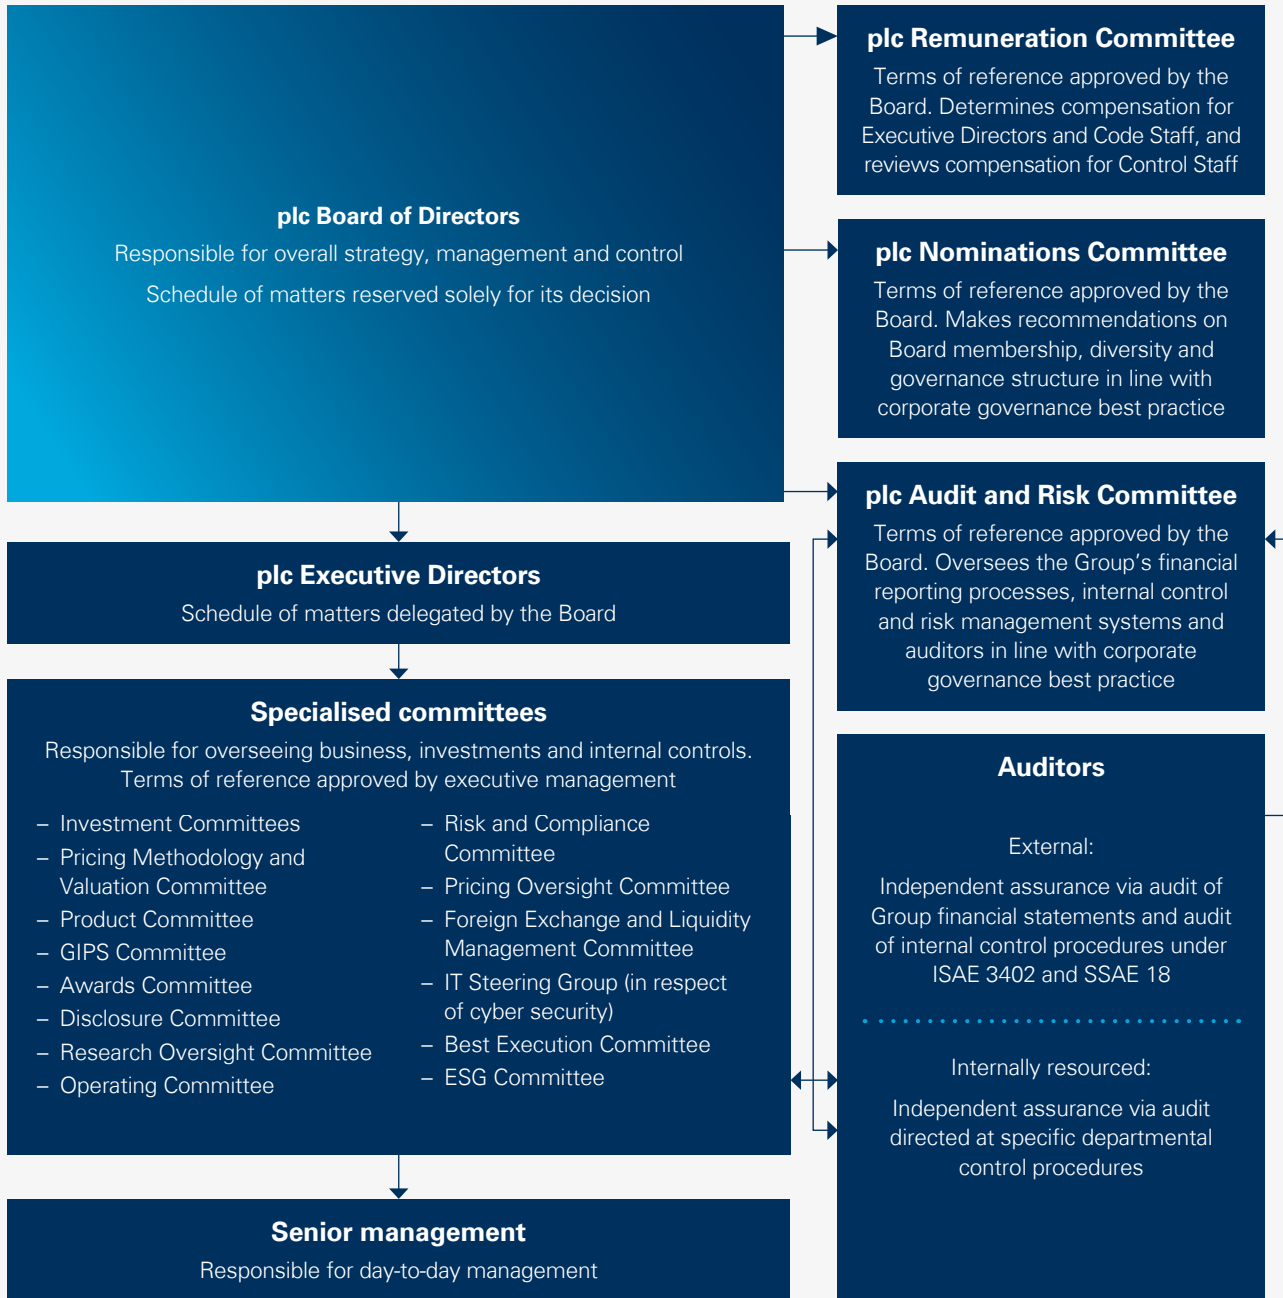 plc Board of Directors
Responsible for overall strategy, management and control
Schedule of matters reserved solely for its decision
plc Remuneration Committee
Terms of reference approved by the
Board. Determines compensation for
Executive Directors and Code Staff, and
reviews compensation for Control Staff
plc Nominations Committee
Terms of reference approved by the
Board. Makes recommendations on
Board membership, diversity and
governance structure in line with
corporate governance best practice
plc Audit and Risk Committee
Terms of reference approved by the
Board. Oversees the Group’s financial
reporting processes, internal control
and risk management systems and
auditors in line with corporate
governance best practice
plc Executive Directors
Schedule of matters delegated by the Board
Specialised committees
Responsible for overseeing business, investments and internal controls.
Terms of reference approved by executive management
– Investment Committees
– Pricing Methodology and
Valuation Committee
– Product Committee
– GIPS Committee
– Awards Committee
– Disclosure Committee
– Research Oversight Committee
– Operating Committee
– Risk and Compliance
Committee
– Pricing Oversight Committee
– Foreign Exchange and Liquidity
Management Committee
– IT Steering Group (in respect
of cyber security)
– Best Execution Committee
– ESG Committee
Auditors
External:
Independent assurance via audit of
Group financial statements and audit
of internal control procedures under
ISAE 3402 and SSAE 18
Internally resourced:
Independent assurance via audit
directed at specific departmental
control procedures
Senior management
Responsible for day-to-day management